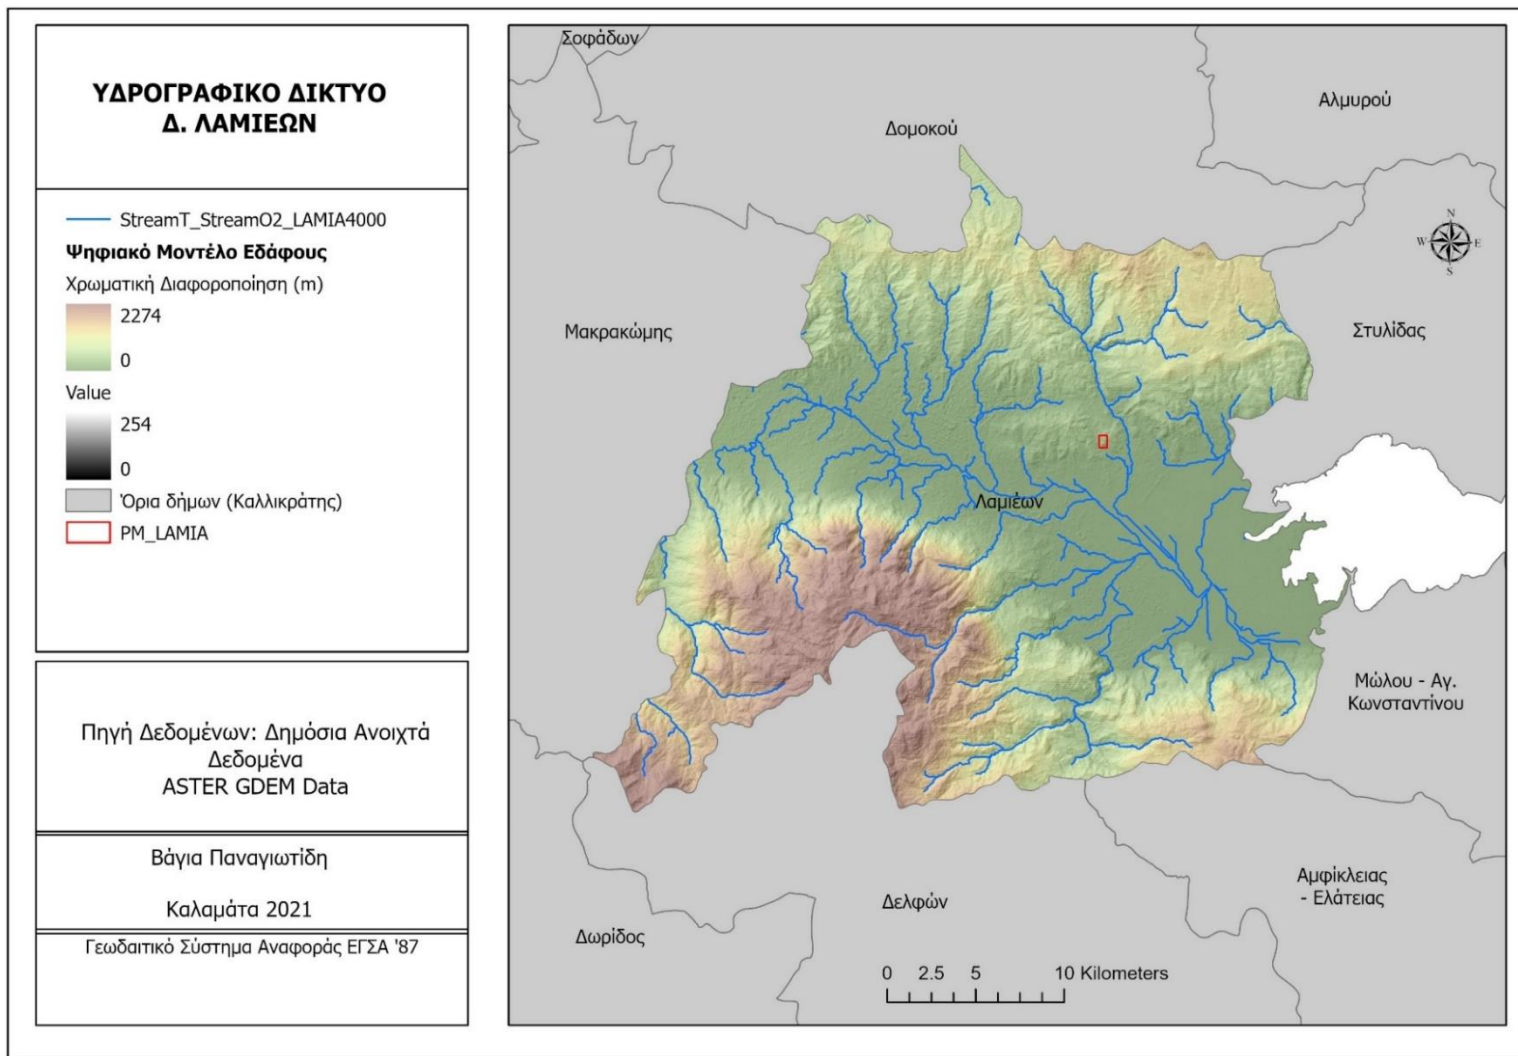 ΥΔΡΟΓΡΑΦΙΚΟ ΔΙΚΤΥΟ
Δ. ΛΑΜΙΕΩΝ
StreamT_StreamO2_LAMIA4000
Ψηφιακό Μοντέλο Εδάφους
Χρωματική Διαφοροποίηση (m)
2274
0
Value
254
0
Όρια δήμων (Καλλικράτης)
PM_LAMIA
Πηγή Δεδομένων: Δημόσια Ανοιχτά
Δεδομένα
ASTER GDEM Data
Βάγια Παναγιωτίδη
Καλαμάτα 2021
Γεωδαιτικό Σύστημα Αναφοράς ΕΓΣΑ '87
Σοφάδων
Αλμυρού
Δομοκού
N
W E
S
Μακρακώμης
Στυλίδας
Λαμιέων
Μώλου - Αγ.
Κωνσταντίνου
Αμφίκλειας
- Ελάτειας
Δελφών
Δωρίδος
0 2.5 5 10 Kilometers